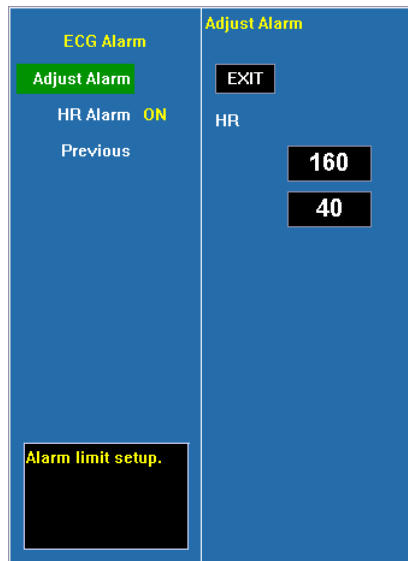 ECG Alarm
Adjust Alarm
HR Alarm ON
Previous
Alarm limit setup.
Adjust Alarm
EXIT
HR
160
40